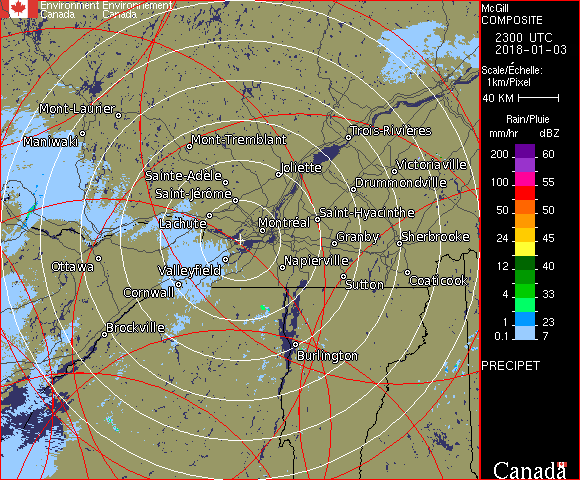 Environment Environnement
Canada Canada
McGill
COMPOSITE
2300 UTC
2018-01-03
Scale/Échelle:
1km/Pixel
40 KM
Rain/Pluie
mm/hr dBZ
200 60
150 57
100 55
50 50
24 45
12 40
4 33
1 23
0.1 7
PRECIPET
Mont-Laurier
Maniwaki
Mont-Tremblant
Trois-Rivières
Joliette
Victoriaville
Sainte-Adèle
Drummondville
Saint-Jérôme
Lachute
Saint-Hyacinthe
Montréal
Granby
Sherbrooke
Ottawa
Valleyfield
Napierville
Coaticook
Cornwall
Sutton
Brockville
Burlington
Canada